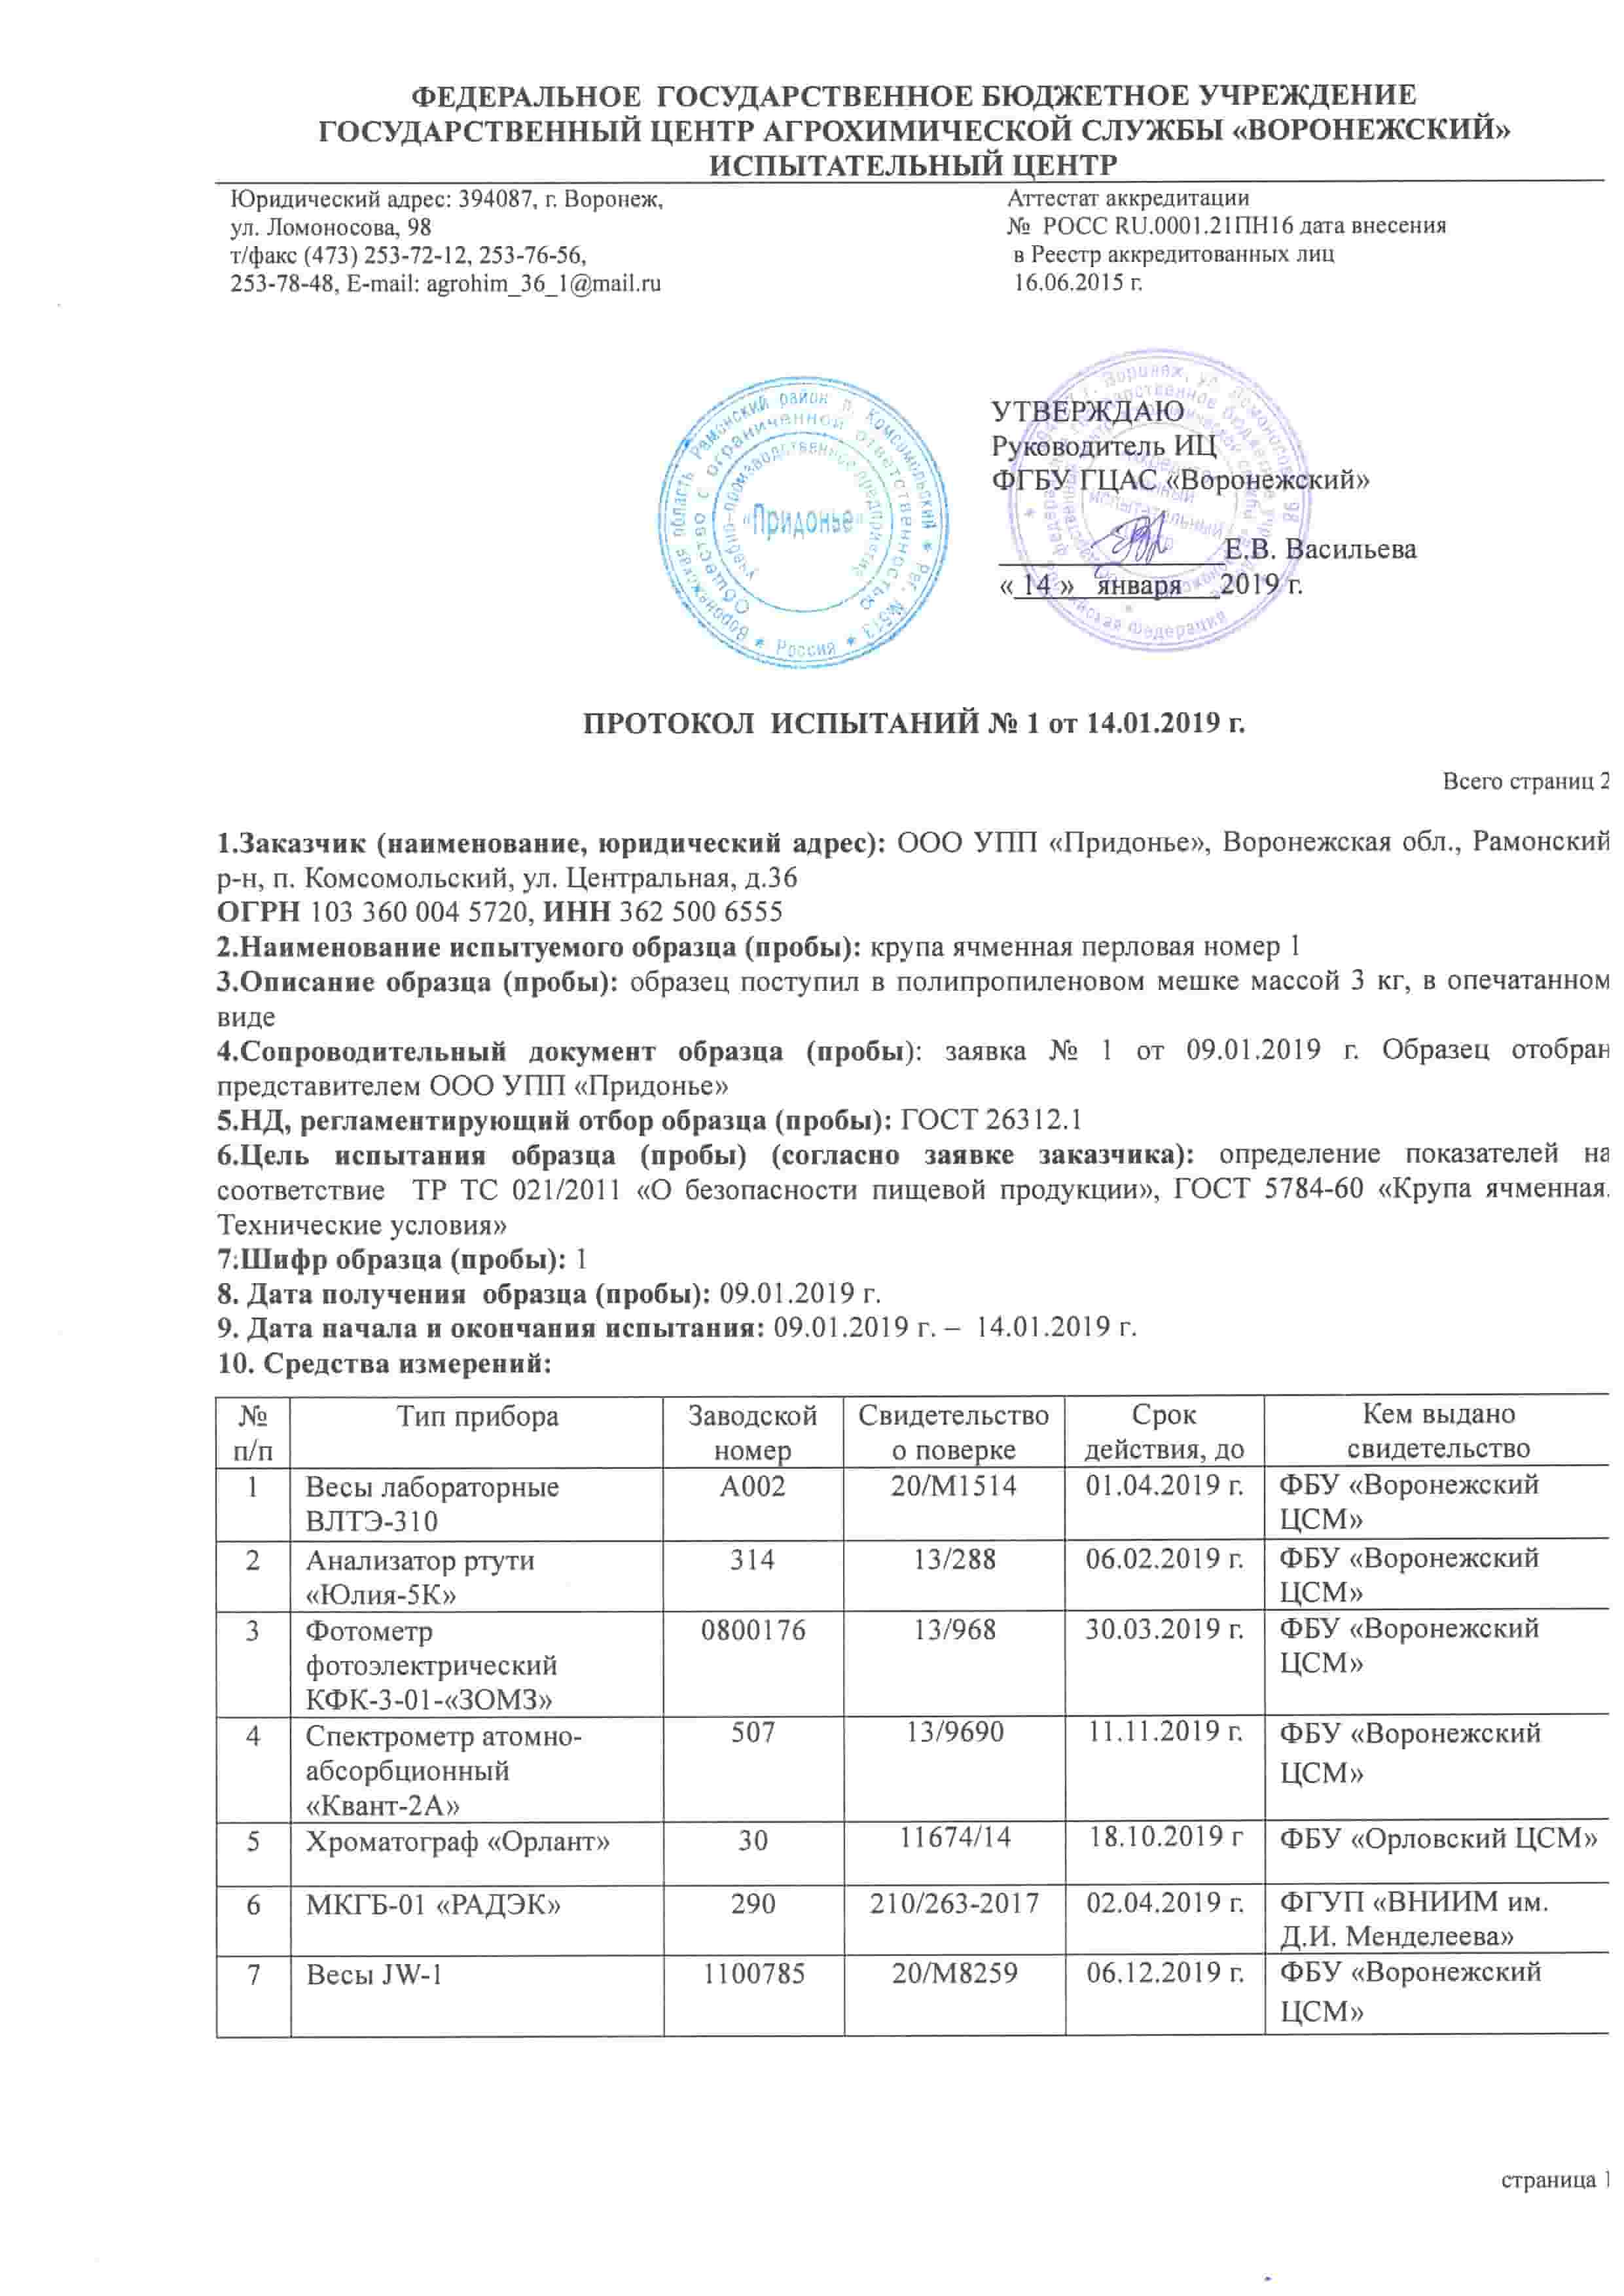 ФЕДЕРАЛЬНОЕ ГОСУДАРСТВЕННОЕ БЮДЖЕТНОЕ УЧРЕЖДЕНИЕ
ГОСУДАРСТВЕННЫЙ ЦЕНТР АГРОХИМИЧЕСКОЙ СЛУЖБЫ «ВОРОНЕЖСКИЙ»
ИСПЫТАТЕЛЬНЫЙ ЦЕНТР
Юридический адрес: 394087, г. Воронеж,
ул. Ломоносова, 98
т/факс (473) 253-72-12, 253-76-56,
253-78-48, E-mail: agrohim_36_1@mail.ru
Аттестат аккредитации
№ РОСС RU.0001.21ПН16 дата внесения
в Реестр аккредитованных лиц
16.06.2015 г.
Воронежская область Рамонский район п. Комсомольский * Рег. №513 * Россия *
Общество с ограниченной ответственностью
учебно-производственное предприятие
«Придонье»
УТВЕРЖДАЮ
Руководитель ИЦ
ФГБУ ГЦАС «Воронежский»
Е.В. Васильева
« 14 » января 2019 г.
ПРОТОКОЛ ИСПЫТАНИЙ № 1 от 14.01.2019 г.
Всего страниц 2
1.Заказчик (наименование, юридический адрес): ООО УПП «Придонье», Воронежская обл., Рамонский
р-н, п. Комсомольский, ул. Центральная, д.36
ОГРН 103 360 004 5720, ИНН 362 500 6555
2.Наименование испытуемого образца (пробы): крупа ячменная перловая номер 1
3.Описание образца (пробы): образец поступил в полипропиленовом мешке массой 3 кг, в опечатанном
виде
4.Сопроводительный документ образца (пробы): заявка № 1 от 09.01.2019 г. Образец отобран
представителем ООО УПП «Придонье»
5.НД, регламентирующий отбор образца (пробы): ГОСТ 26312.1
6.Цель испытания образца (пробы) (согласно заявке заказчика): определение показателей на
соответствие ТР ТС 021/2011 «О безопасности пищевой продукции», ГОСТ 5784-60 «Крупа ячменная.
Технические условия»
7.Шифр образца (пробы): 1
8. Дата получения образца (пробы): 09.01.2019 г.
9. Дата начала и окончания испытания: 09.01.2019 г. – 14.01.2019 г.
10. Средства измерений:
№ п/п Тип прибора Заводской номер Свидетельство о поверке Срок действия, до Кем выдано свидетельство
1 Весы лабораторные ВЛТЭ-310 А002 20/М1514 01.04.2019 г. ФБУ «Воронежский ЦСМ»
2 Анализатор ртути «Юлия-5К» 314 13/288 06.02.2019 г. ФБУ «Воронежский ЦСМ»
3 Фотометр фотоэлектрический КФК-3-01-«ЗОМЗ» 0800176 13/968 30.03.2019 г. ФБУ «Воронежский ЦСМ»
4 Спектрометр атомно-абсорбционный «Квант-2А» 507 13/9690 11.11.2019 г. ФБУ «Воронежский ЦСМ»
5 Хроматограф «Орлант» 30 11674/14 18.10.2019 г ФБУ «Орловский ЦСМ»
6 МКГБ-01 «РАДЭК» 290 210/263-2017 02.04.2019 г. ФГУП «ВНИИМ им. Д.И. Менделеева»
7 Весы JW-1 1100785 20/М8259 06.12.2019 г. ФБУ «Воронежский ЦСМ»
страница 1